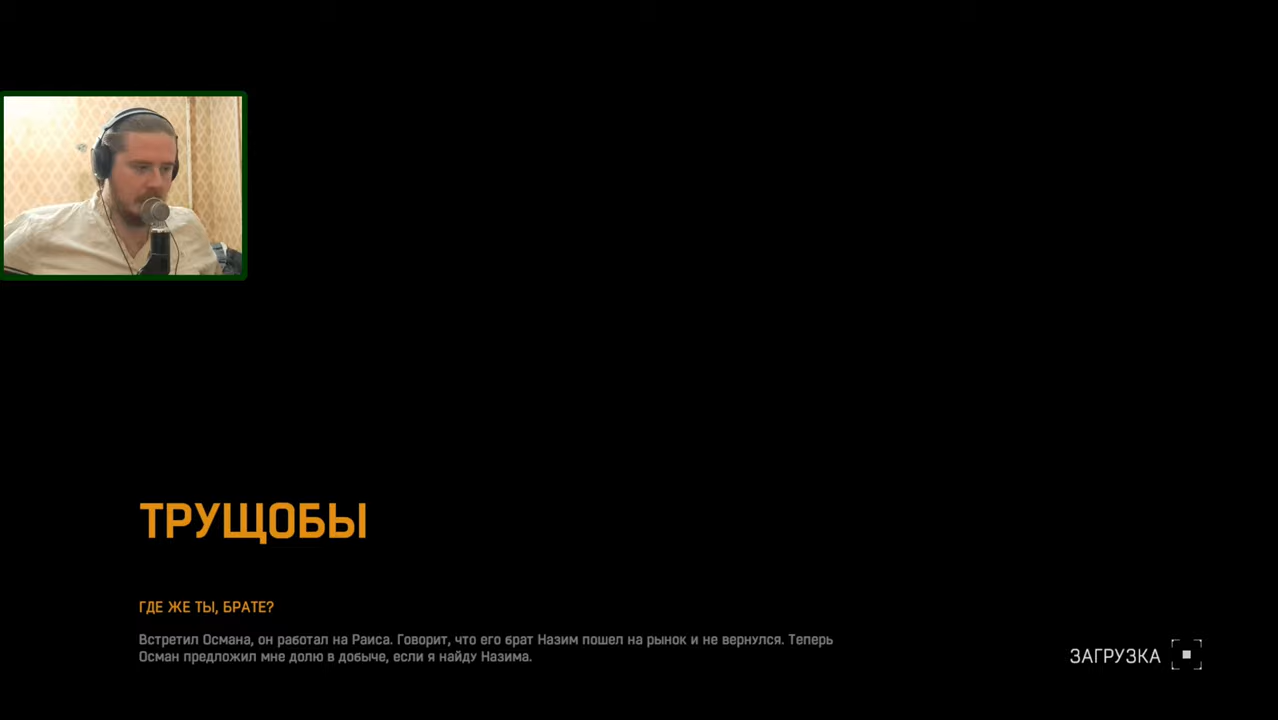 ТРУЩОБЫ
ГДЕ ЖЕ ТЫ, БРАТЕ?
Встретил Османа, он работал на Раиса. Говорит, что его брат Назим пошел на рынок и не вернулся. Теперь
Осман предложил мне долю в добыче, если я найду Назима.
ЗАГРУЗКА